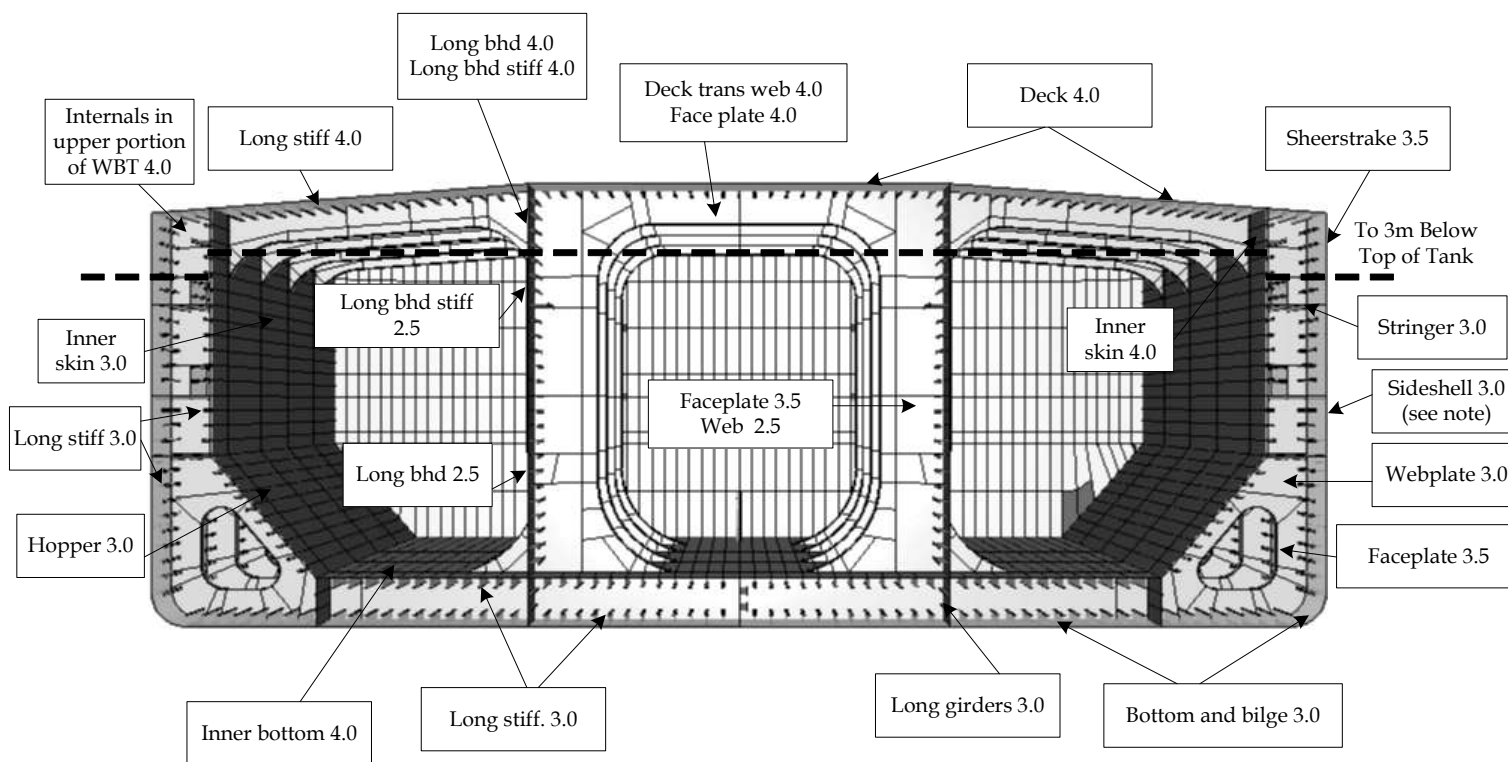 Long bhd 4.0
Long bhd stiff 4.0
Deck trans web 4.0
Face plate 4.0
Deck 4.0
Internals in
upper portion
of WBT 4.0
Long stiff 4.0
Sheerstrake 3.5
To 3m Below
Top of Tank
Long bhd stiff
2.5
Inner
skin 3.0
Inner
skin 4.0
Stringer 3.0
Faceplate 3.5
Web 2.5
Sideshell 3.0
(see note)
Long stiff 3.0
Long bhd 2.5
Webplate 3.0
Hopper 3.0
Faceplate 3.5
Inner bottom 4.0
Long stiff. 3.0
Long girders 3.0
Bottom and bilge 3.0